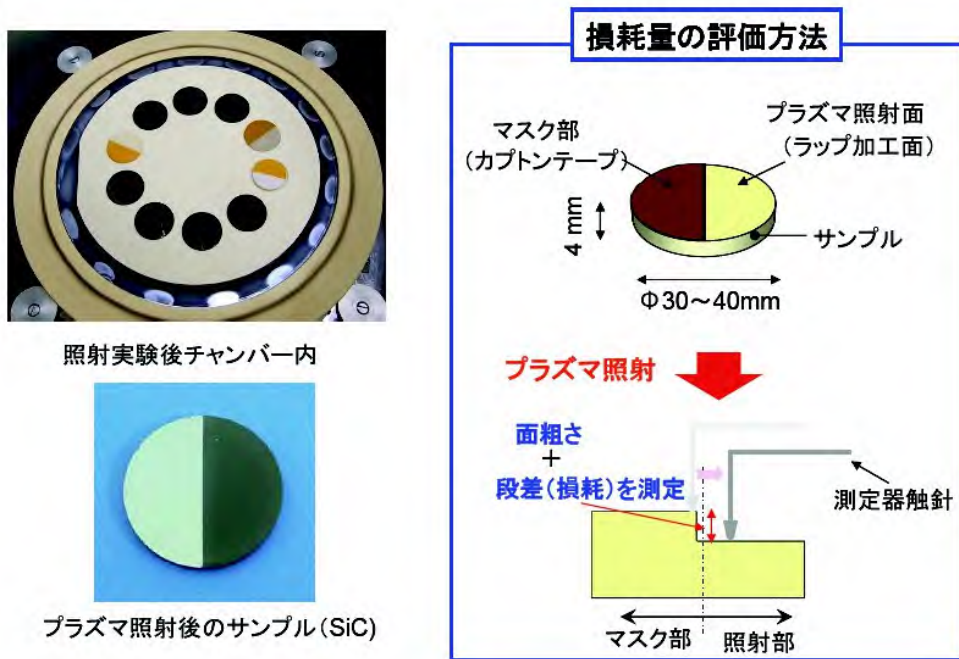 損耗量の評価方法
マスク部
(カプトンテープ)
プラズマ照射面
(ラップ加工面)
4 mm
サンプル
Φ30～40mm
照射実験後チャンバー内
プラズマ照射
面粗さ
+
段差(損耗)を測定
測定器触針
マスク部
照射部
プラズマ照射後のサンプル(SiC)